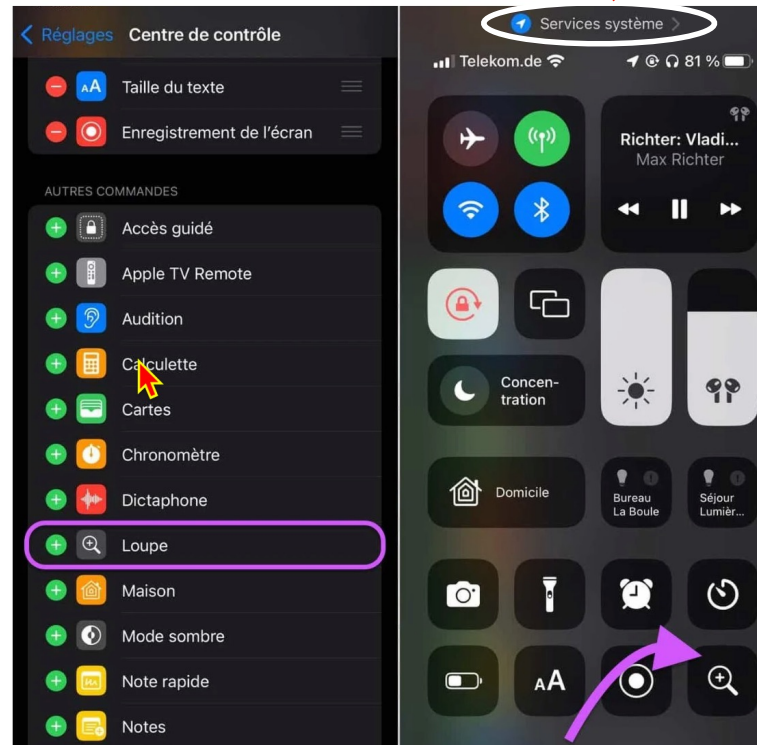 Réglages Centre de contrôle
AA Taille du texte
Enregistrement de l'écran
AUTRES COMMANDES
Accès guidé
Apple TV Remote
Audition
Calculette
Cartes
Chronomètre
Dictaphone
Loupe
Maison
Mode sombre
Note rapide
Notes
Services système
Telekom.de 81 %
Richter: Vladi...
Max Richter
Concen-
tration
Domicile
Bureau
La Boule
Séjour
Lumièr...
AA